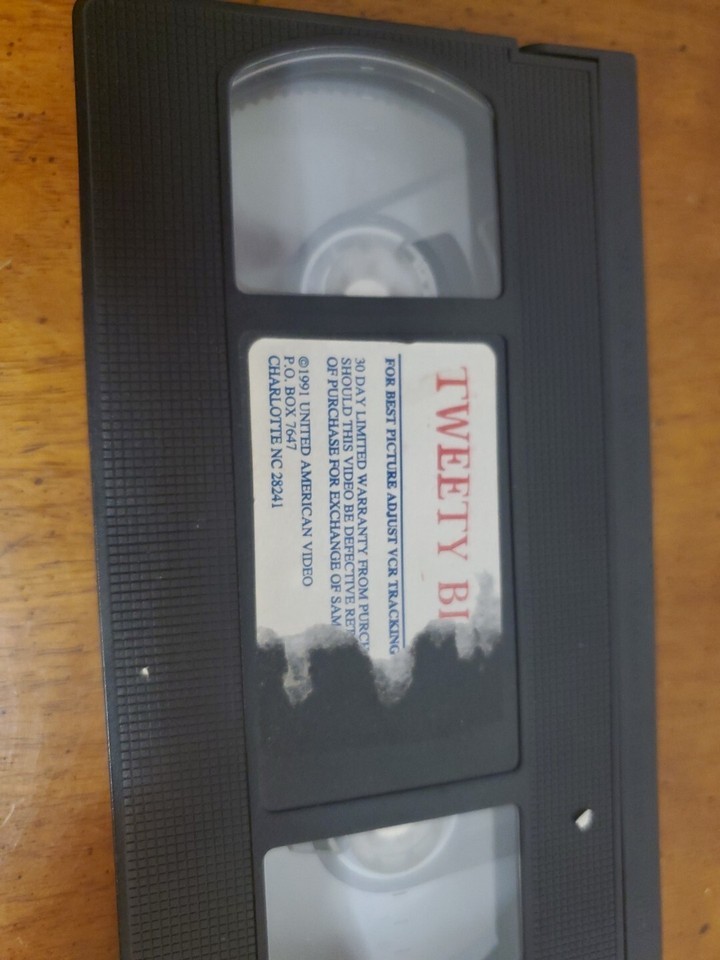 TWEETY BI
FOR BEST PICTURE ADJUST VCR TRACKING
30 DAY LIMITED WARRANTY FROM PURCH
SHOULD THIS VIDEO BE DEFECTIVE RET
OF PURCHASE FOR EXCHANGE OF SAM
©1991 UNITED AMERICAN VIDEO
P.O. BOX 7647
CHARLOTTE NC 28241